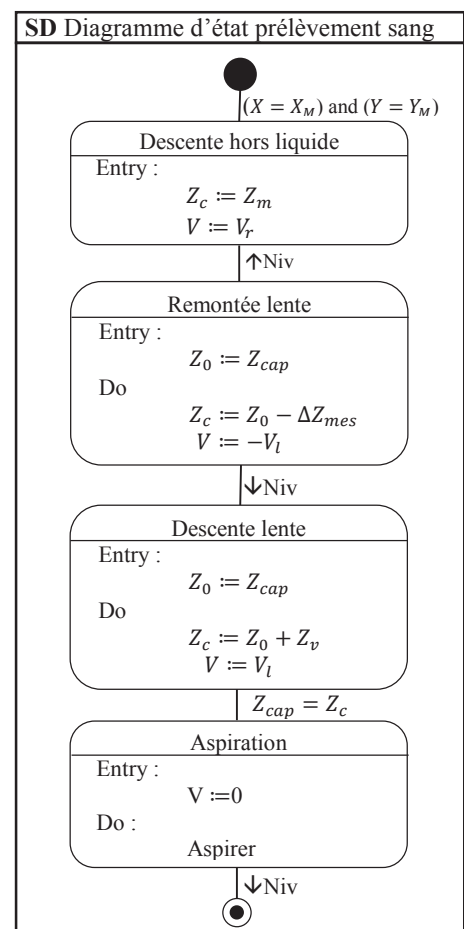 SD Diagramme d’état prélèvement sang
(X = X_M) and (Y = Y_M)
Descente hors liquide
Entry :
Z_c := Z_m
V := V_r
↑Niv
Remontée lente
Entry :
Z_0 := Z_cap
Do
Z_c := Z_0 − ΔZ_mes
V := −V_l
↓Niv
Descente lente
Entry :
Z_0 := Z_cap
Do
Z_c := Z_0 + Z_v
V := V_l
Z_cap = Z_c
Aspiration
Entry :
V :=0
Do :
Aspirer
↓Niv